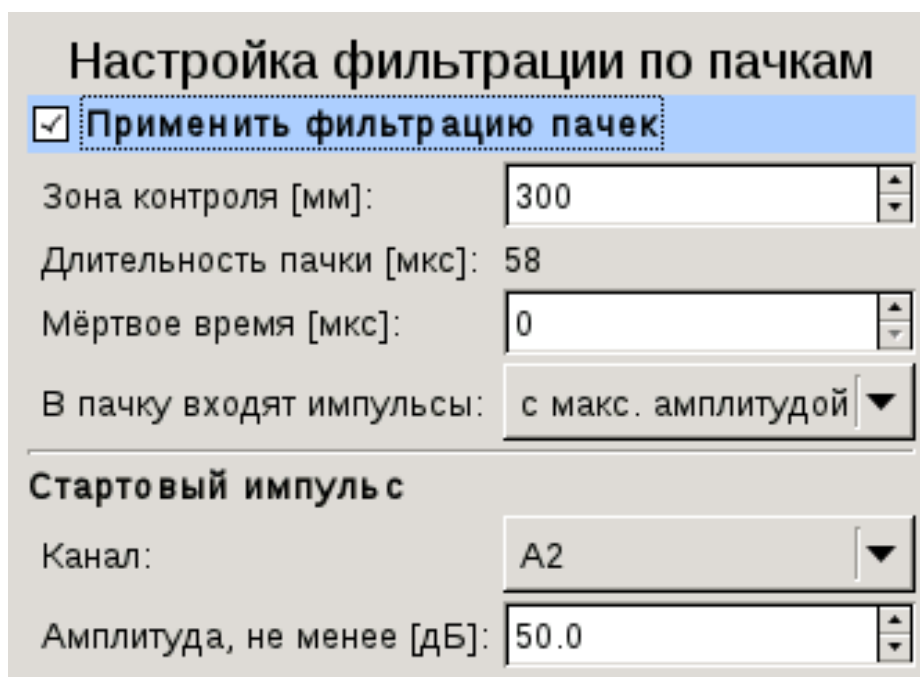 Настройка фильтрации по пачкам
Применить фильтрацию пачек
Зона контроля [мм]: 300
Длительность пачки [мкс]: 58
Мёртвое время [мкс]: 0
В пачку входят импульсы: с макс. амплитудой
Стартовый импульс
Канал: A2
Амплитуда, не менее [дБ]: 50.0